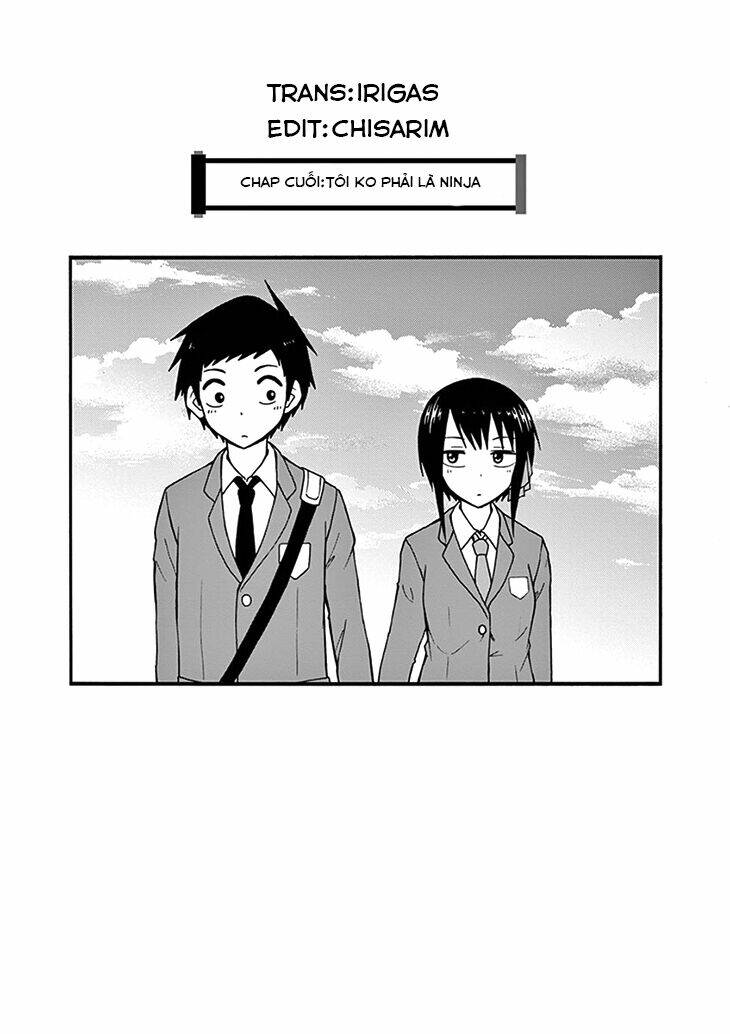 TRANS:IRIGAS
EDIT:CHISARIM
CHAP CUỐI:TÔI KO PHẢI LÀ NINJA